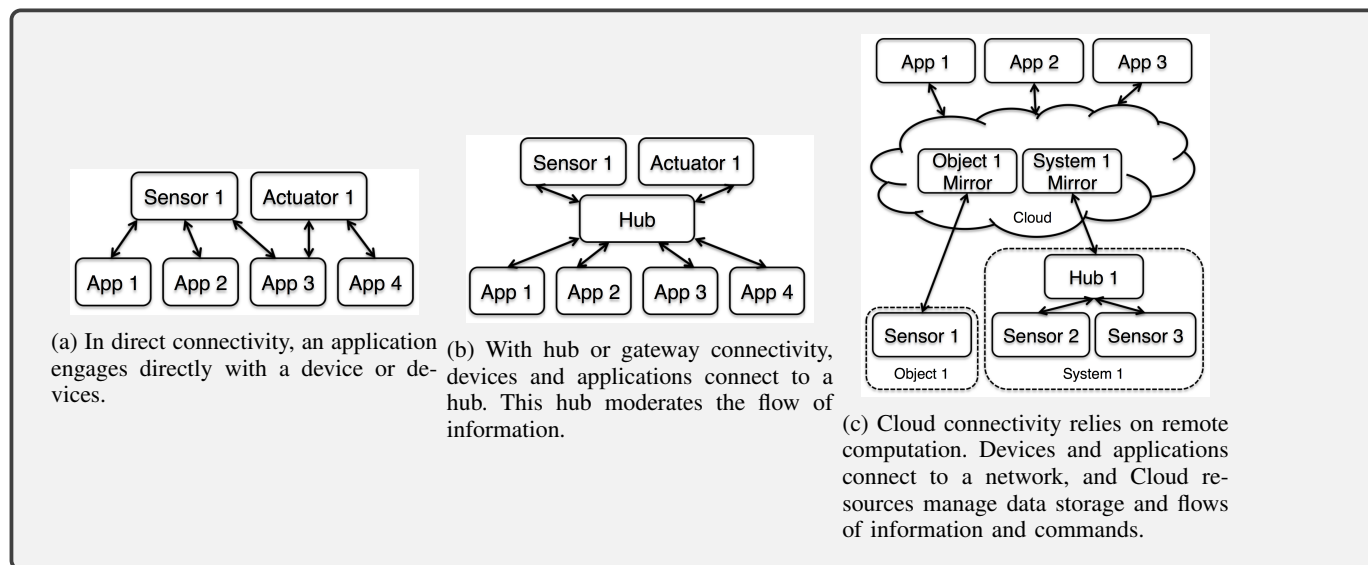 Sensor 1
Actuator 1
App 1
App 2
App 3
App 4
(a) In direct connectivity, an application
engages directly with a device or de-
vices.
Sensor 1
Actuator 1
Hub
App 1
App 2
App 3
App 4
(b) With hub or gateway connectivity,
devices and applications connect to a
hub. This hub moderates the flow of
information.
App 1
App 2
App 3
Object 1
Mirror
System 1
Mirror
Cloud
Hub 1
Sensor 1
Sensor 2
Sensor 3
Object 1
System 1
(c) Cloud connectivity relies on remote
computation. Devices and applications
connect to a network, and Cloud re-
sources manage data storage and flows
of information and commands.